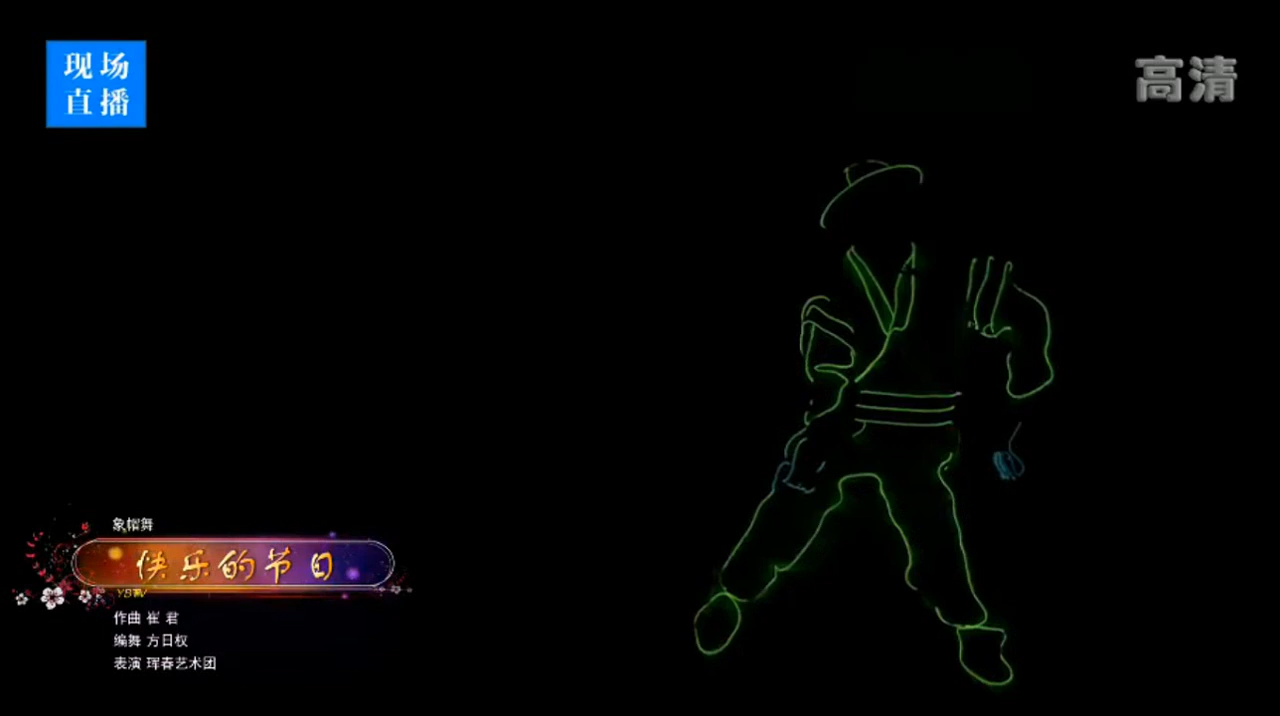 现场
直播
高清
象帽舞
快乐的节日
作曲 崔 君
编舞 方日权
表演 珲春艺术团